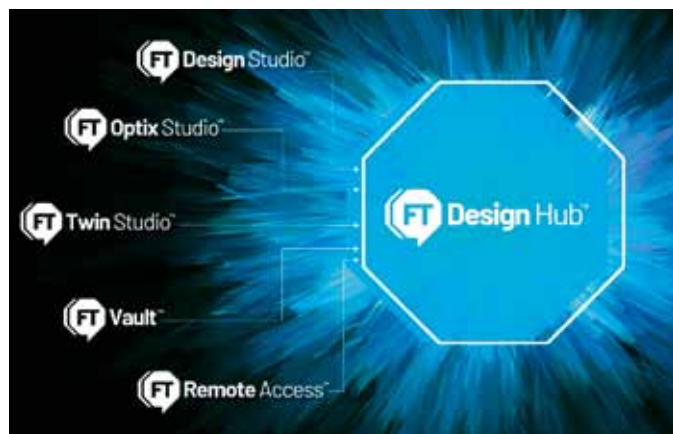 FT Design Studio™
FT Optix Studio™
FT Twin Studio™
FT Design Hub™
FT Vault™
FT Remote Access™